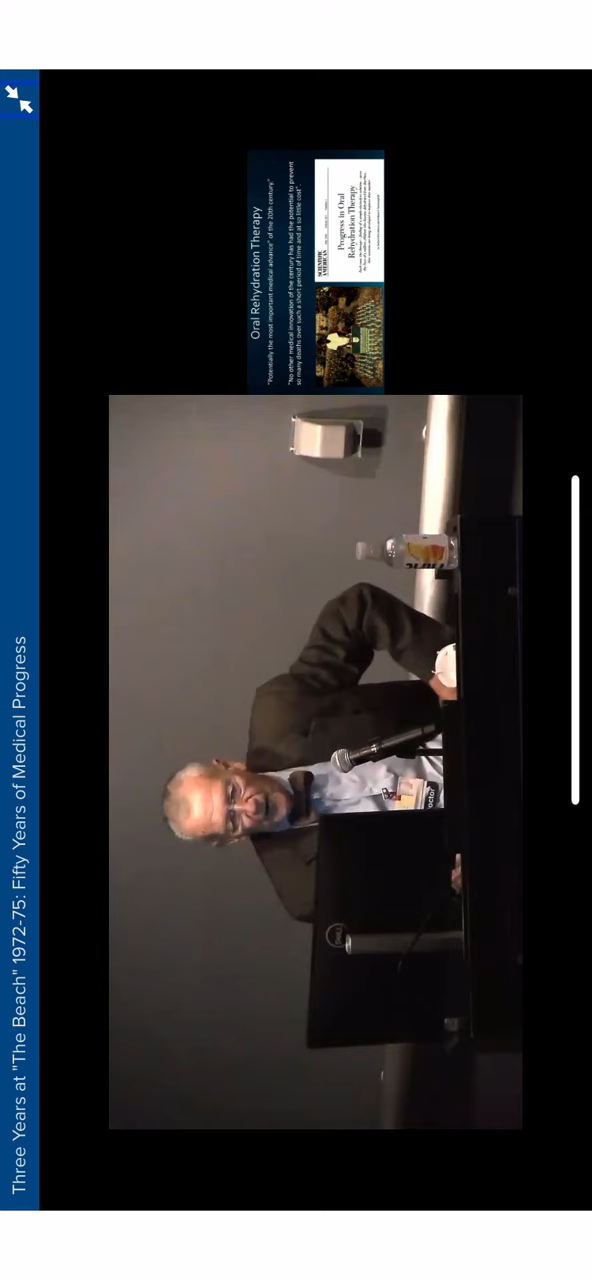 Three Years at "The Beach" 1972-75: Fifty Years of Medical Progress
Oral Rehydration Therapy
"Potentially the most important medical advance" of the 20th century."
"No other medical innovation of the century has had the potential to prevent
so many deaths over such a short period of time and at so little cost".
SCIENTIFIC
AMERICAN
Progress in Oral
Rehydration Therapy
DELL
octor